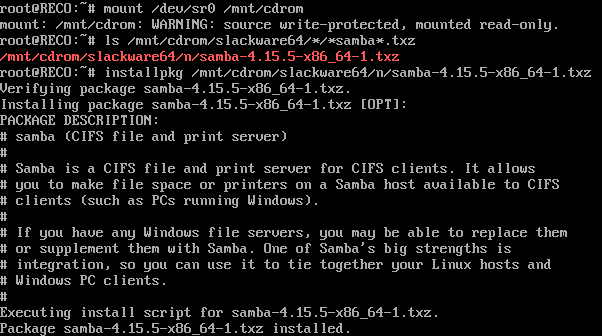 root@RECO:~# mount /dev/sr0 /mnt/cdrom
mount: /mnt/cdrom: WARNING: source write-protected, mounted read-only.
root@RECO:~# ls /mnt/cdrom/slackware64/*/*samba*.txz
/mnt/cdrom/slackware64/n/samba-4.15.5-x86_64-1.txz
root@RECO:~# installpkg /mnt/cdrom/slackware64/n/samba-4.15.5-x86_64-1.txz
Verifying package samba-4.15.5-x86_64-1.txz.
Installing package samba-4.15.5-x86_64-1.txz [OPT]:
PACKAGE DESCRIPTION:
# samba (CIFS file and print server)
#
# Samba is a CIFS file and print server for CIFS clients. It allows
# you to make file space or printers on a Samba host available to CIFS
# clients (such as PCs running Windows).
#
# If you have any Windows file servers, you may be able to replace them
# or supplement them with Samba. One of Samba's big strengths is
# integration, so you can use it to tie together your Linux hosts and
# Windows PC clients.
#
Executing install script for samba-4.15.5-x86_64-1.txz.
Package samba-4.15.5-x86_64-1.txz installed.